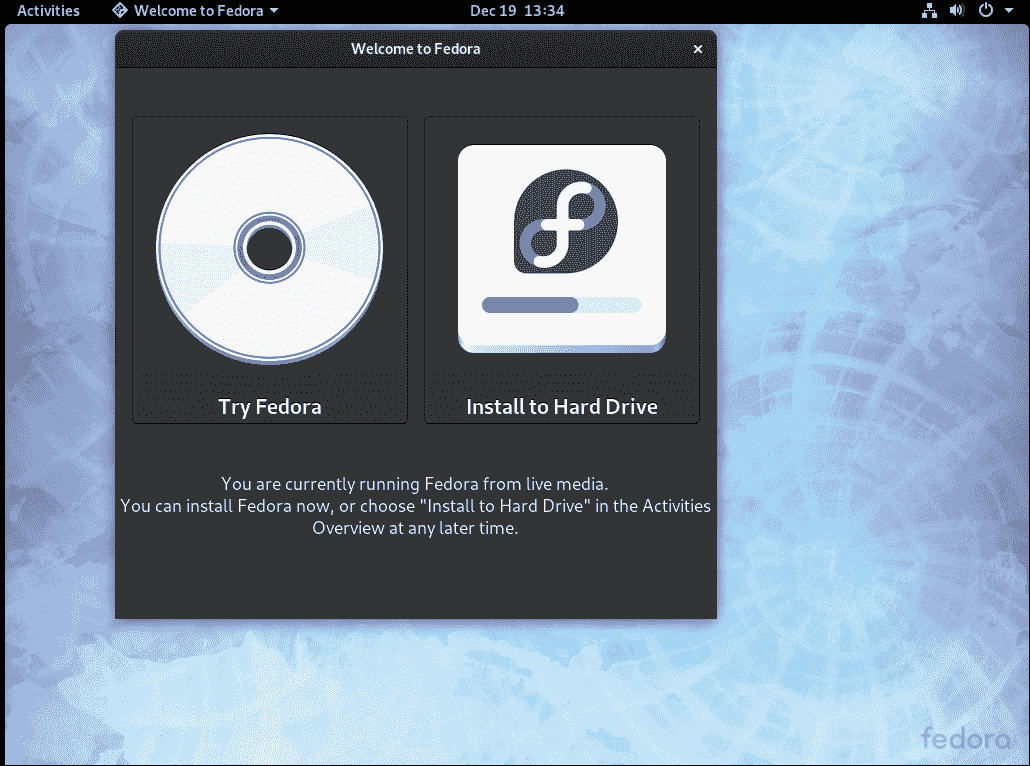 Activities Welcome to Fedora Dec 19 13:34
Welcome to Fedora
Try Fedora Install to Hard Drive
You are currently running Fedora from live media.
You can install Fedora now, or choose "Install to Hard Drive" in the Activities
Overview at any later time.
fedora